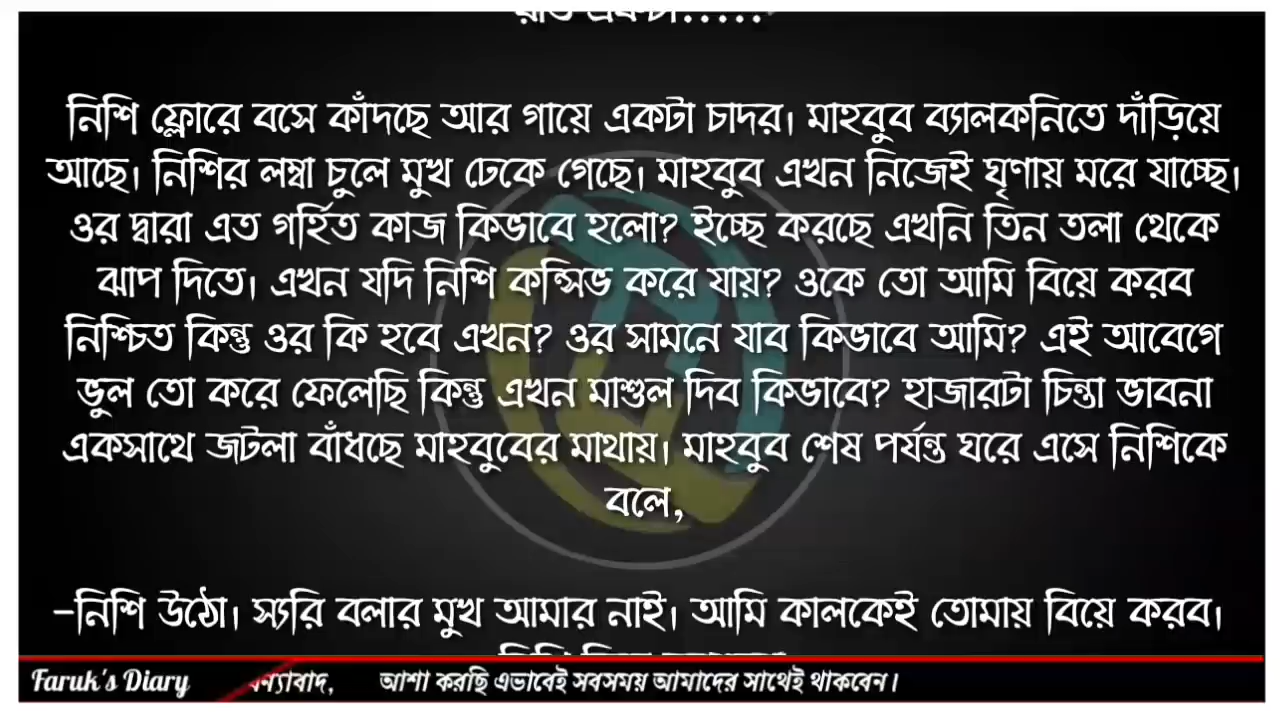 রাত একটা.....
নিশি ফ্লোরে বসে কাঁদছে আর গায়ে একটা চাদর। মাহবুব ব্যালকনিতে দাঁড়িয়ে
আছে। নিশির লম্বা চুলে মুখ ঢেকে গেছে। মাহবুব এখন নিজেই ঘৃণায় মরে যাচ্ছে।
ওর দ্বারা এত গর্হিত কাজ কিভাবে হলো? ইচ্ছে করছে এখনি তিন তলা থেকে
ঝাপ দিতে। এখন যদি নিশি কন্সিভ করে যায়? ওকে তো আমি বিয়ে করব
নিশ্চিত কিন্তু ওর কি হবে এখন? ওর সামনে যাব কিভাবে আমি? এই আবেগে
ভুল তো করে ফেলেছি কিন্তু এখন মাশুল দিব কিভাবে? হাজারটা চিন্তা ভাবনা
একসাথে জটলা বাঁধছে মাহবুবের মাথায়। মাহবুব শেষ পর্যন্ত ঘরে এসে নিশিকে
বলে,
-নিশি উঠো। স্যরি বলার মুখ আমার নাই। আমি কালকেই তোমায় বিয়ে করব।
Faruk's Diary
ধন্যাবাদ, আশা করছি এভাবেই সবসময় আমাদের সাথেই থাকবেন।